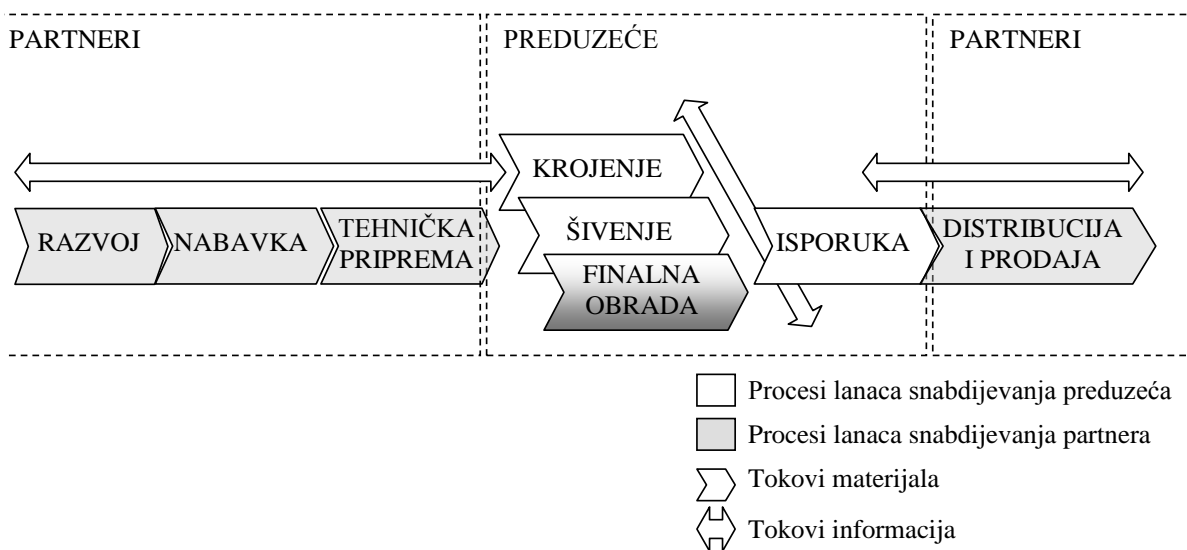 PARTNERI
PREDUZEĆE
PARTNERI
RAZVOJ
NABAVKA
TEHNIČKA
PRIPREMA
KROJENJE
ŠIVENJE
FINALNA
OBRADA
ISPORUKA
DISTRIBUCIJA
I PRODAJA
Procesi lanaca snabdijevanja preduzeća
Procesi lanaca snabdijevanja partnera
Tokovi materijala
Tokovi informacija